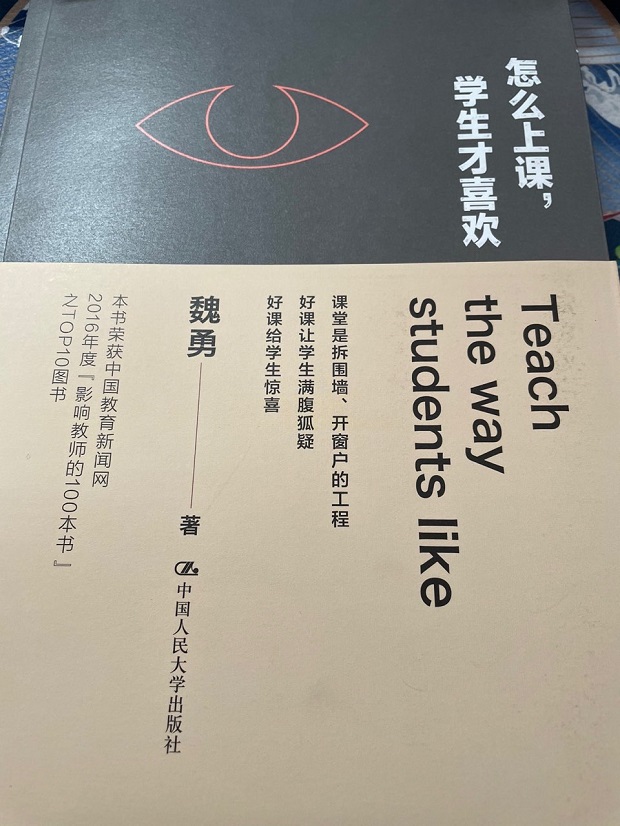 怎么上课，
学生才喜欢
Teach
the way
students like
课堂是拆围墙、开窗户的工程
好课让学生满腹狐疑
好课给学生惊喜
魏勇
著
中国人民大学出版社
本书荣获中国教育新闻网
2016年度『影响教师的100本书』
之TOP10图书